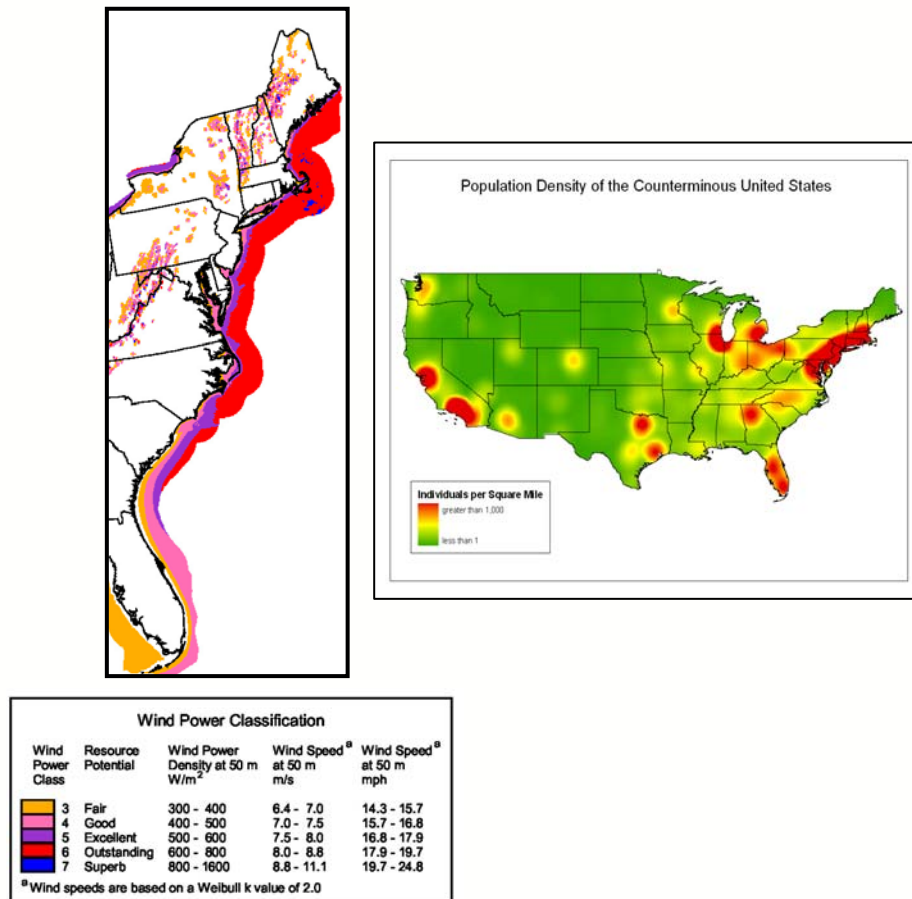 Population Density of the Counterminous United States
Individuals per Square Mile
greater than 1,000
less than 1
Wind Power Classification
Wind Power Class Resource Potential Wind Power Density at 50 m W/m² Wind Speed ᵃ at 50 m m/s Wind Speed ᵃ at 50 m mph
3 Fair 300 - 400 6.4 - 7.0 14.3 - 15.7
4 Good 400 - 500 7.0 - 7.5 15.7 - 16.8
5 Excellent 500 - 600 7.5 - 8.0 16.8 - 17.9
6 Outstanding 600 - 800 8.0 - 8.8 17.9 - 19.7
7 Superb 800 - 1600 8.8 - 11.1 19.7 - 24.8
ᵃ Wind speeds are based on a Weibull k value of 2.0